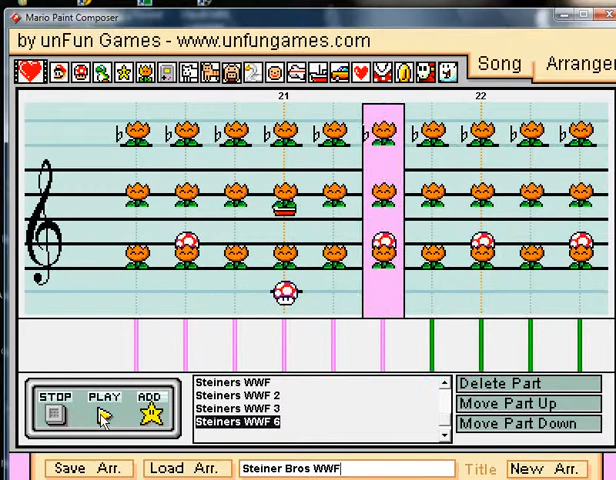 Mario Paint Composer
by unFun Games - www.unfungames.com
Song
Arranger
21
22
STOP PLAY ADD
Steiners WWF
Steiners WWF 2
Steiners WWF 3
Steiners WWF 6
Delete Part
Move Part Up
Move Part Down
Save Arr.
Load Arr.
Steiner Bros WWF
Title
New Arr.